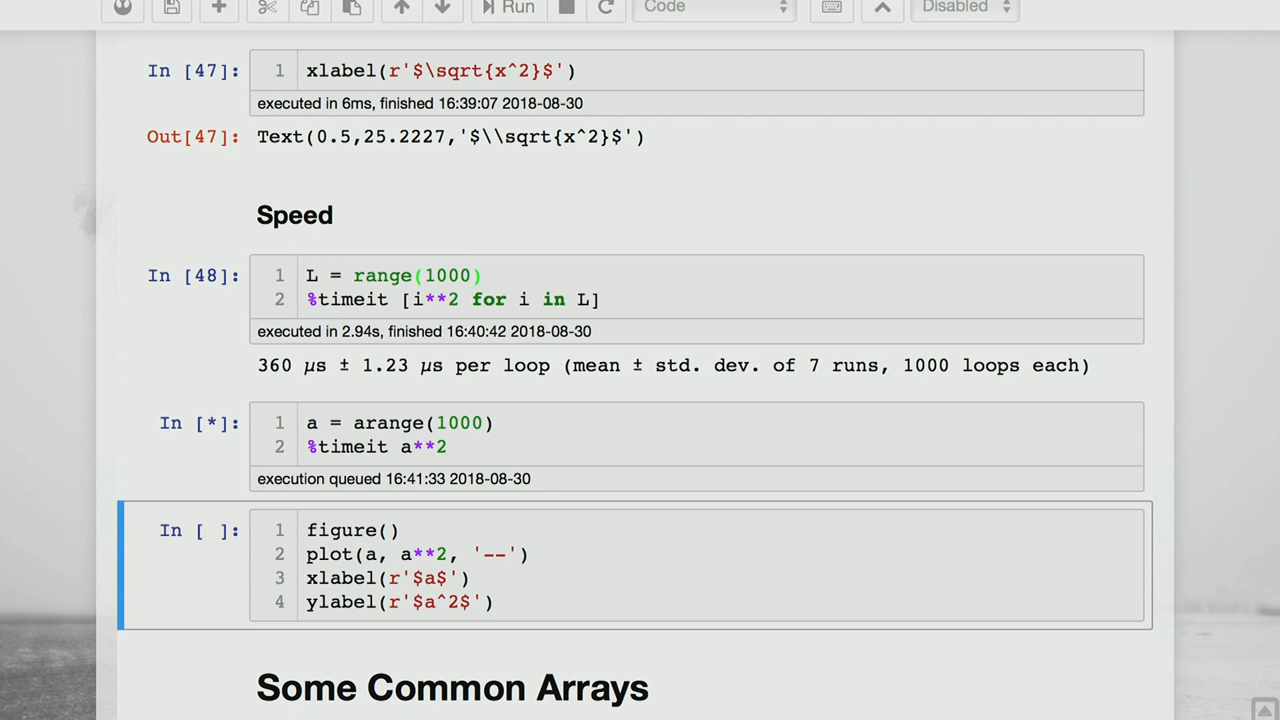 Run
Code
Disabled
In [47]:
1 xlabel(r'$\sqrt{x^2}$')
executed in 6ms, finished 16:39:07 2018-08-30
Out[47]: Text(0.5,25.2227,'$\\sqrt{x^2}$')
Speed
In [48]:
1 L = range(1000)
2 %timeit [i**2 for i in L]
executed in 2.94s, finished 16:40:42 2018-08-30
360 µs ± 1.23 µs per loop (mean ± std. dev. of 7 runs, 1000 loops each)
In [*]:
1 a = arange(1000)
2 %timeit a**2
execution queued 16:41:33 2018-08-30
In [ ]:
1 figure()
2 plot(a, a**2, '--')
3 xlabel(r'$a$')
4 ylabel(r'$a^2$')
Some Common Arrays